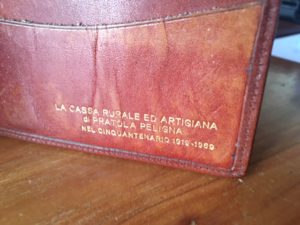 LA CASSA RURALE ED ARTIGIANA
di PRATOLA PELIGNA
NEL CINQUANTENARIO 1919-1969